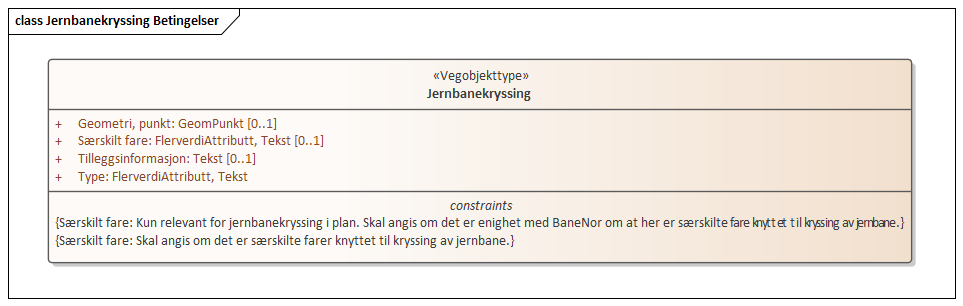 class Jernbanekryssing Betingelser
«Vegobjekttype»
Jernbanekryssing
+ Geometri, punkt: GeomPunkt [0..1]
+ Særskilt fare: FlerverdiAttributt, Tekst [0..1]
+ Tilleggsinformasjon: Tekst [0..1]
+ Type: FlerverdiAttributt, Tekst
constraints
{Særskilt fare: Kun relevant for jernbanekryssing i plan. Skal angis om det er enighet med BaneNor om at her er særskilte fare knyttet til kryssing av jernbane.}
{Særskilt fare: Skal angis om det er særskilte farer knyttet til kryssing av jernbane.}